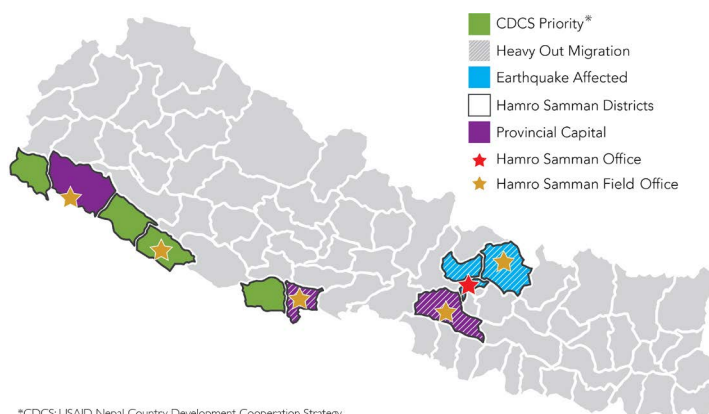 CDCS Priority*
Heavy Out Migration
Earthquake Affected
Hamro Samman Districts
Provincial Capital
Hamro Samman Office
Hamro Samman Field Office
*CDCS: USAID Nepal Country Development Cooperation Strategy